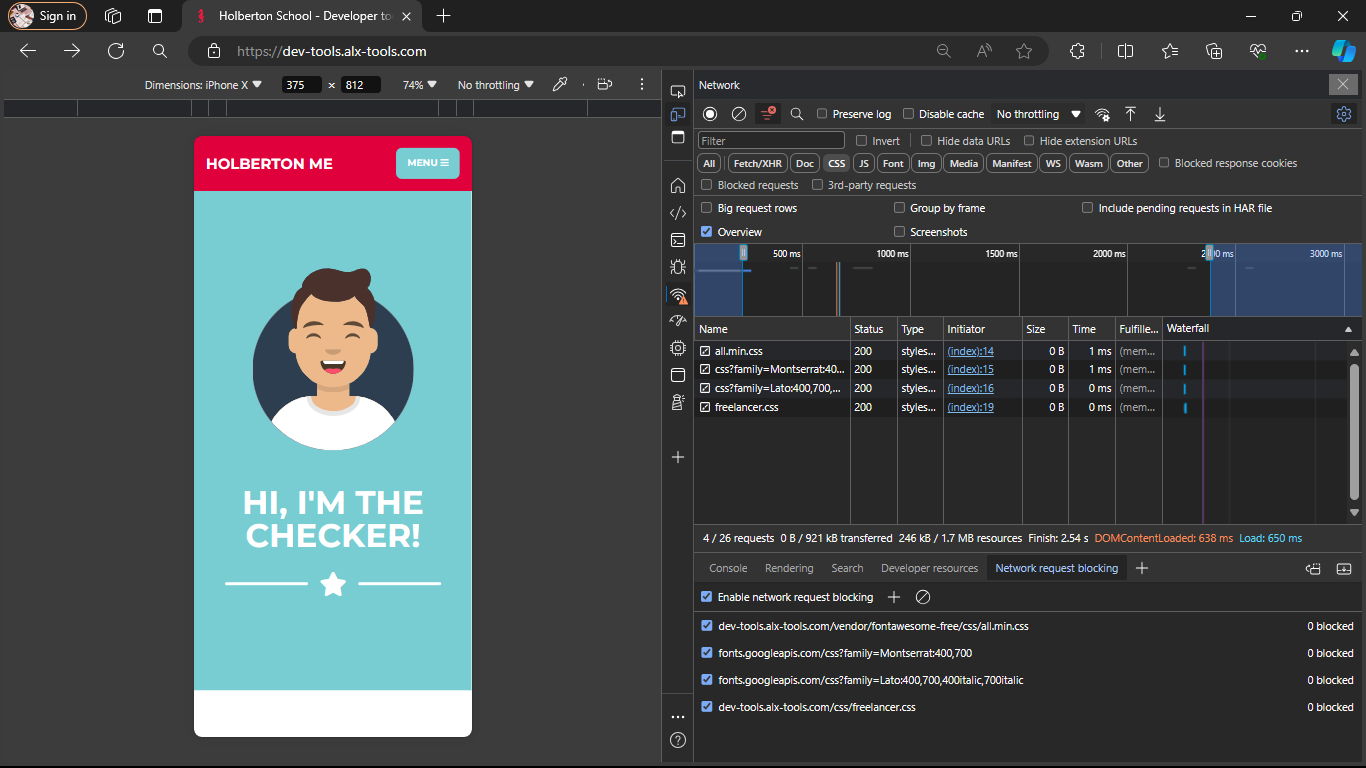 Sign in
Holberton School - Developer to
https://dev-tools.alx-tools.com
Dimensions: iPhone X
375 x 812
74%
No throttling
HOLBERTON ME
MENU
HI, I'M THE
CHECKER!
Network
Preserve log
Disable cache
No throttling
Filter
Invert
Hide data URLs
Hide extension URLs
All Fetch/XHR Doc CSS JS Font Img Media Manifest WS Wasm Other
Blocked response cookies
Blocked requests
3rd-party requests
Big request rows
Group by frame
Include pending requests in HAR file
Overview
Screenshots
500 ms 1000 ms 1500 ms 2000 ms 3000 ms
Name Status Type Initiator Size Time Fulfille... Waterfall
all.min.css 200 styles... (index):14 0 B 1 ms (mem...
css?family=Montserrat:40... 200 styles... (index):15 0 B 1 ms (mem...
css?family=Lato:400,700,... 200 styles... (index):16 0 B 0 ms (mem...
freelancer.css 200 styles... (index):19 0 B 0 ms (mem...
4 / 26 requests 0 B / 921 kB transferred 246 kB / 1.7 MB resources Finish: 2.54 s DOMContentLoaded: 638 ms Load: 650 ms
Console Rendering Search Developer resources Network request blocking
Enable network request blocking
dev-tools.alx-tools.com/vendor/fontawesome-free/css/all.min.css 0 blocked
fonts.googleapis.com/css?family=Montserrat:400,700 0 blocked
fonts.googleapis.com/css?family=Lato:400,700,400italic,700italic 0 blocked
dev-tools.alx-tools.com/css/freelancer.css 0 blocked